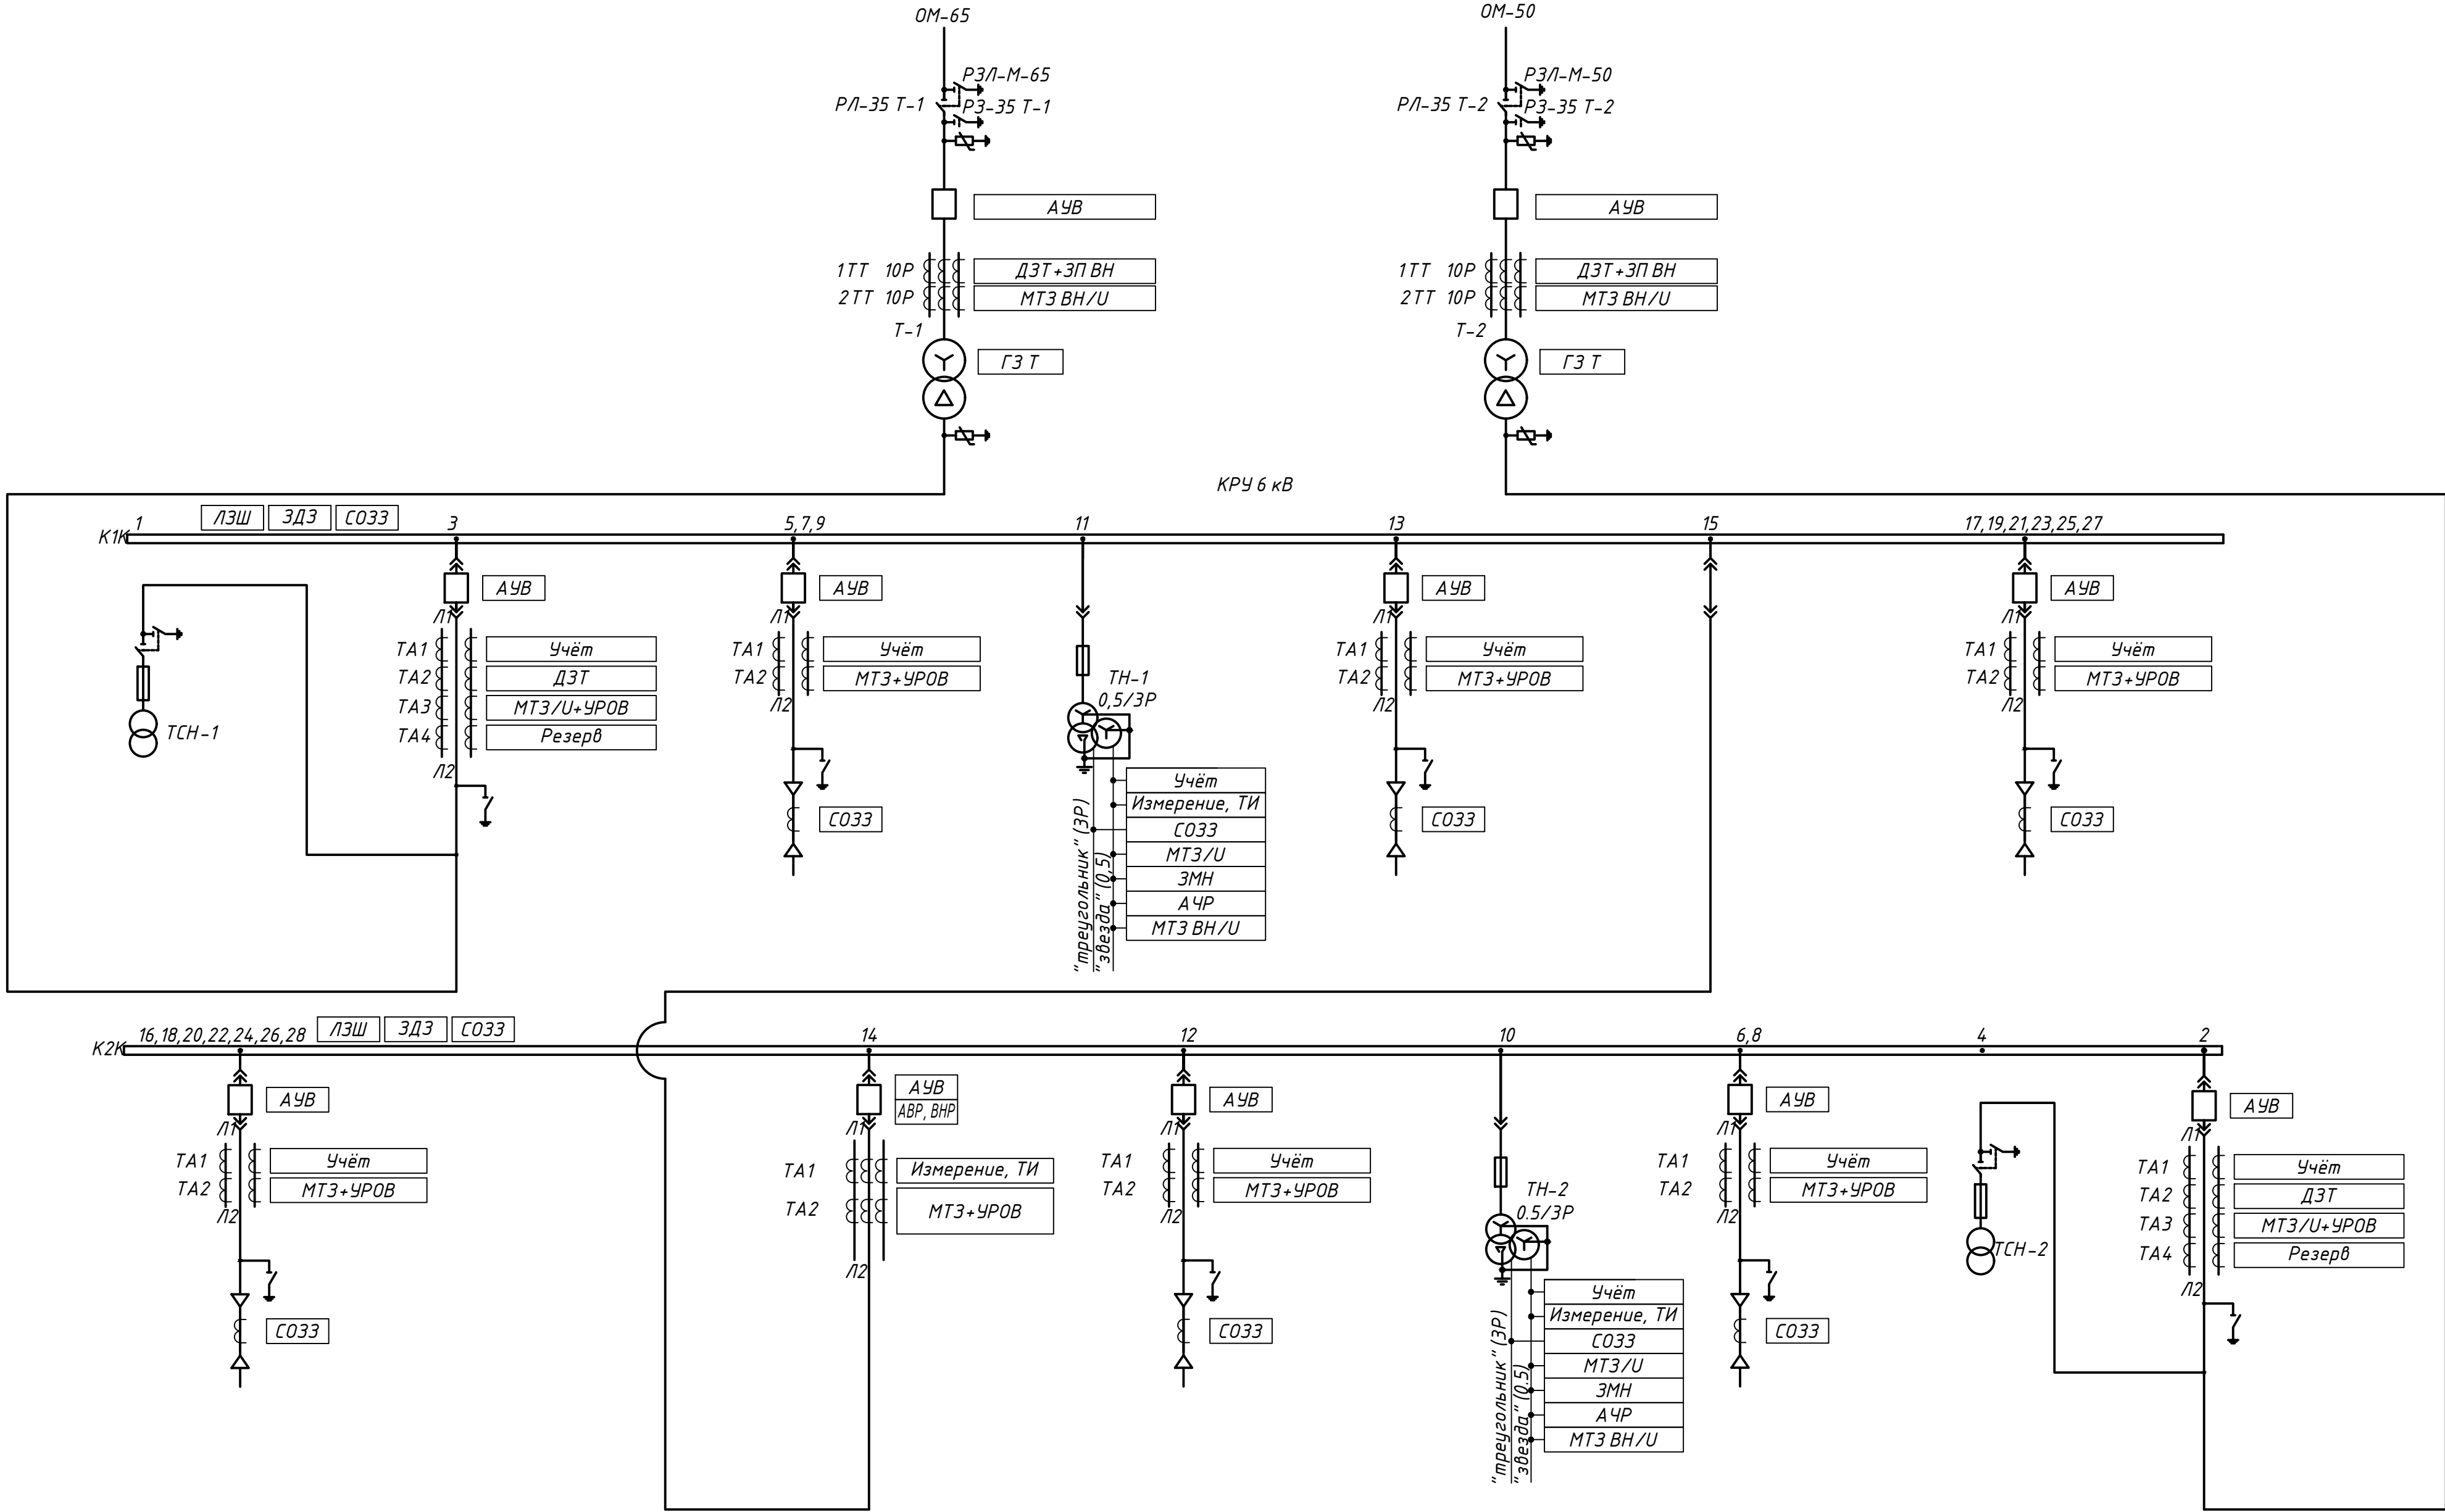 ОМ-65
ОМ-50
РЗЛ-М-65
РЛ-35 Т-1
РЗ-35 Т-1
РЗЛ-М-50
РЛ-35 Т-2
РЗ-35 Т-2
АУВ
АУВ
1ТТ 10Р
ДЗТ+ЗП ВН
2ТТ 10Р
МТЗ ВН/U
1ТТ 10Р
ДЗТ+ЗП ВН
2ТТ 10Р
МТЗ ВН/U
Т-1
ГЗ Т
Т-2
ГЗ Т
КРУ 6 кВ
К1К
1
ЛЗШ
ЗДЗ
СОЗЗ
3
5,7,9
11
13
15
17,19,21,23,25,27
ТСН-1
АУВ
Л1
ТА1
Учёт
ТА2
ДЗТ
ТА3
МТЗ/U+УРОВ
ТА4
Резерв
Л2
АУВ
Л1
ТА1
Учёт
ТА2
МТЗ+УРОВ
Л2
СОЗЗ
ТН-1
0,5/3Р
"треугольник" (3Р)
"звезда" (0,5)
Учёт
Измерение, ТИ
СОЗЗ
МТЗ/U
ЗМН
АЧР
МТЗ ВН/U
АУВ
Л1
ТА1
Учёт
ТА2
МТЗ+УРОВ
Л2
СОЗЗ
АУВ
Л1
ТА1
Учёт
ТА2
МТЗ+УРОВ
Л2
СОЗЗ
К2К
16,18,20,22,24,26,28
ЛЗШ
ЗДЗ
СОЗЗ
14
12
10
6,8
4
2
АУВ
Л1
ТА1
Учёт
ТА2
МТЗ+УРОВ
Л2
СОЗЗ
АУВ
АВР, ВНР
Л1
ТА1
Измерение, ТИ
ТА2
МТЗ+УРОВ
Л2
АУВ
Л1
ТА1
Учёт
ТА2
МТЗ+УРОВ
Л2
СОЗЗ
ТН-2
0.5/3Р
"треугольник" (3Р)
"звезда" (0.5)
Учёт
Измерение, ТИ
СОЗЗ
МТЗ/U
ЗМН
АЧР
МТЗ ВН/U
АУВ
Л1
ТА1
Учёт
ТА2
МТЗ+УРОВ
Л2
СОЗЗ
ТСН-2
АУВ
Л1
ТА1
Учёт
ТА2
ДЗТ
ТА3
МТЗ/U+УРОВ
ТА4
Резерв
Л2